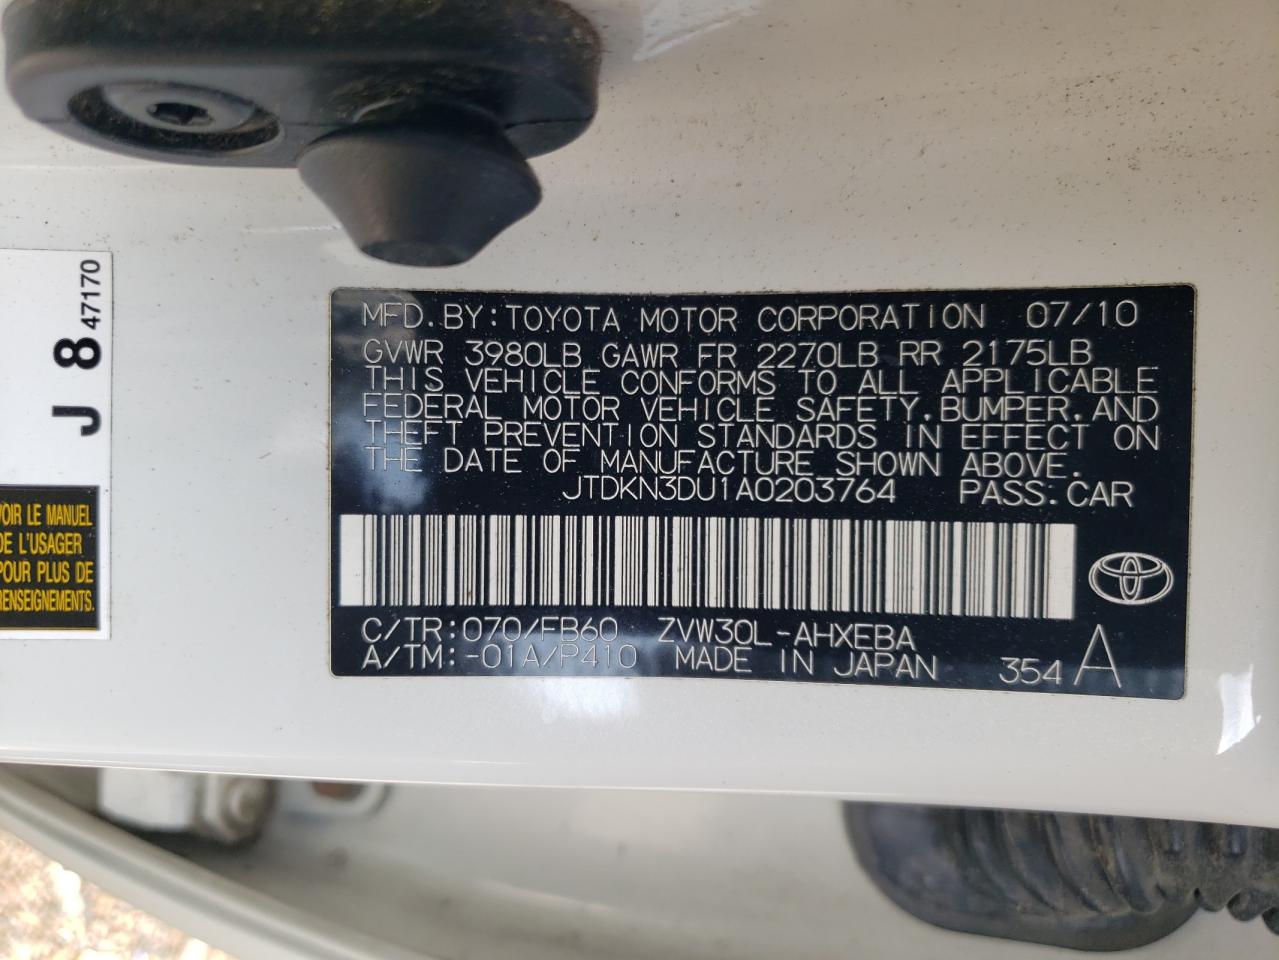 MFD. BY: TOYOTA MOTOR CORPORATION 07/10
GVWR 3980LB GAWR FR 2270LB RR 2175LB
THIS VEHICLE CONFORMS TO ALL APPLICABLE
FEDERAL MOTOR VEHICLE SAFETY, BUMPER, AND
THEFT PREVENTION STANDARDS IN EFFECT ON
THE DATE OF MANUFACTURE SHOWN ABOVE.
JTDKN3DU1A0203764 PASS. CAR
C/TR: 070/FB60 ZVW30L-AHXEBA
A/TM: -01A/P410 MADE IN JAPAN 354 A
J 8 47170
VOIR LE MANUEL
DE L'USAGER
POUR PLUS DE
RENSEIGNEMENTS.